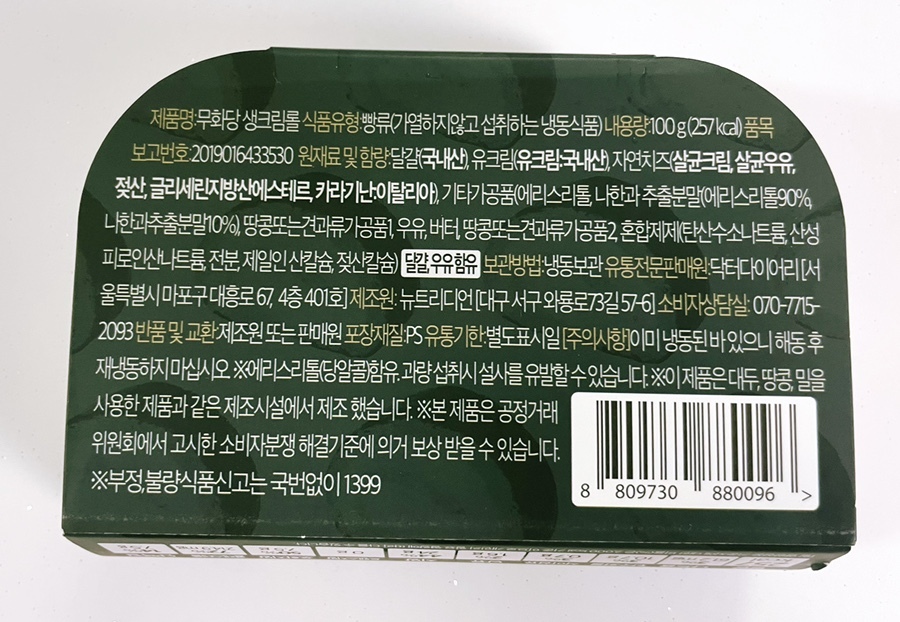 제품명:무화당 생크림롤 식품유형:빵류(가열하지않고 섭취하는 냉동식품) 내용량:100 g (257 kcal) 품목
보고번호:2019016433530 원재료 및 함량:달걀(국내산), 유크림(유크림:국내산), 자연치즈(살균크림, 살균우유,
젖산, 글리세린지방산에스테르, 카라기난:이탈리아), 기타가공품(에리스리톨, 나한과 추출분말(에리스리톨90%,
나한과추출분말10%), 땅콩또는견과류가공품1, 우유, 버터, 땅콩또는견과류가공품2, 혼합제제(탄산수소나트륨, 산성
피로인산나트륨, 전분, 제일인산칼슘, 젖산칼슘) 달걀,우유 함유 보관방법:냉동보관 유통전문판매원:닥터다이어리 [서
울특별시 마포구 대흥로 67, 4층 401호] 제조원: 뉴트리디언 [대구 서구 와룡로73길 57-6] 소비자상담실: 070-7715-
2093 반품 및 교환:제조원 또는 판매원 포장재질:PS 유통기한:별도표시일 [주의사항]이미 냉동된 바 있으니 해동 후
재냉동하지 마십시오 ※에리스리톨(당알콜)함유. 과량 섭취시 설사를 유발할 수 있습니다. ※이 제품은 대두, 땅콩, 밀을
사용한 제품과 같은 제조시설에서 제조 했습니다. ※본 제품은 공정거래
위원회에서 고시한 소비자분쟁 해결기준에 의거 보상 받을 수 있습니다.
※부정,불량식품신고는 국번없이 1399
8 809730 880096 >